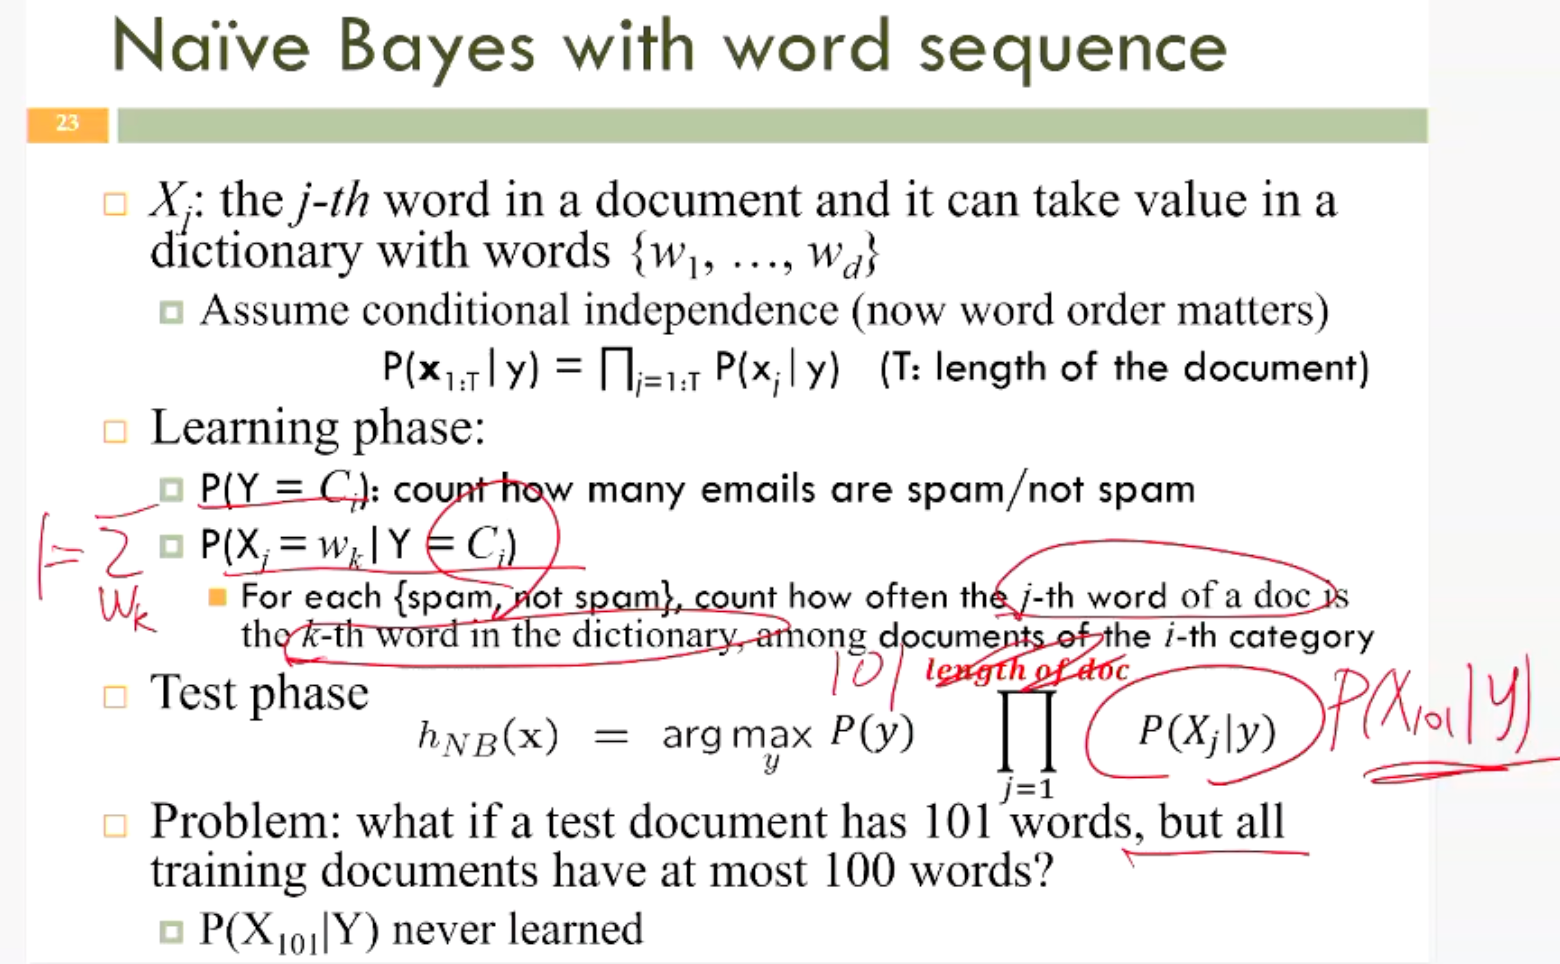 Naïve Bayes with word sequence
23
X_j: the j-th word in a document and it can take value in a
dictionary with words {w_1, …, w_d}
Assume conditional independence (now word order matters)
P(x_{1:T}|y) = ∏_{j=1:T} P(x_j|y) (T: length of the document)
Learning phase:
P(Y = C_i): count how many emails are spam/not spam
1 = Σ_{w_k} P(X_j = w_k|Y = C_i)
For each {spam, not spam}, count how often the j-th word of a doc is
the k-th word in the dictionary, among documents of the i-th category
101 length of doc
Test phase
h_{NB}(x) = arg max_y P(y) ∏_{j=1} P(X_j|y) P(X_{101}|Y)
Problem: what if a test document has 101 words, but all
training documents have at most 100 words?
P(X_{101}|Y) never learned